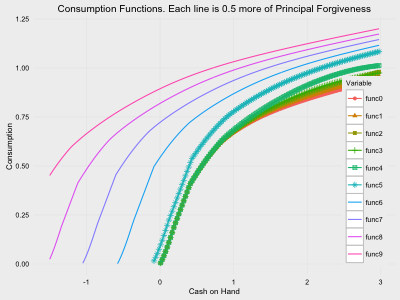 Consumption Functions. Each line is 0.5 more of Principal Forgiveness
1.25
1.00
0.75
0.50
0.25
0.00
Consumption
-1
0
1
2
3
Cash on Hand
Variable
func0
func1
func2
func3
func4
func5
func6
func7
func8
func9